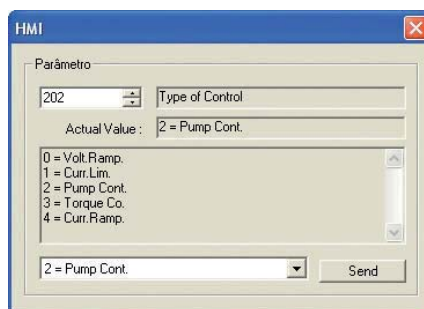 HMI
Parâmetro
202 Type of Control
Actual Value : 2 = Pump Cont.
0 = Volt.Ramp.
1 = Curr.Lim.
2 = Pump Cont.
3 = Torque Co.
4 = Curr.Ramp.
2 = Pump Cont. Send